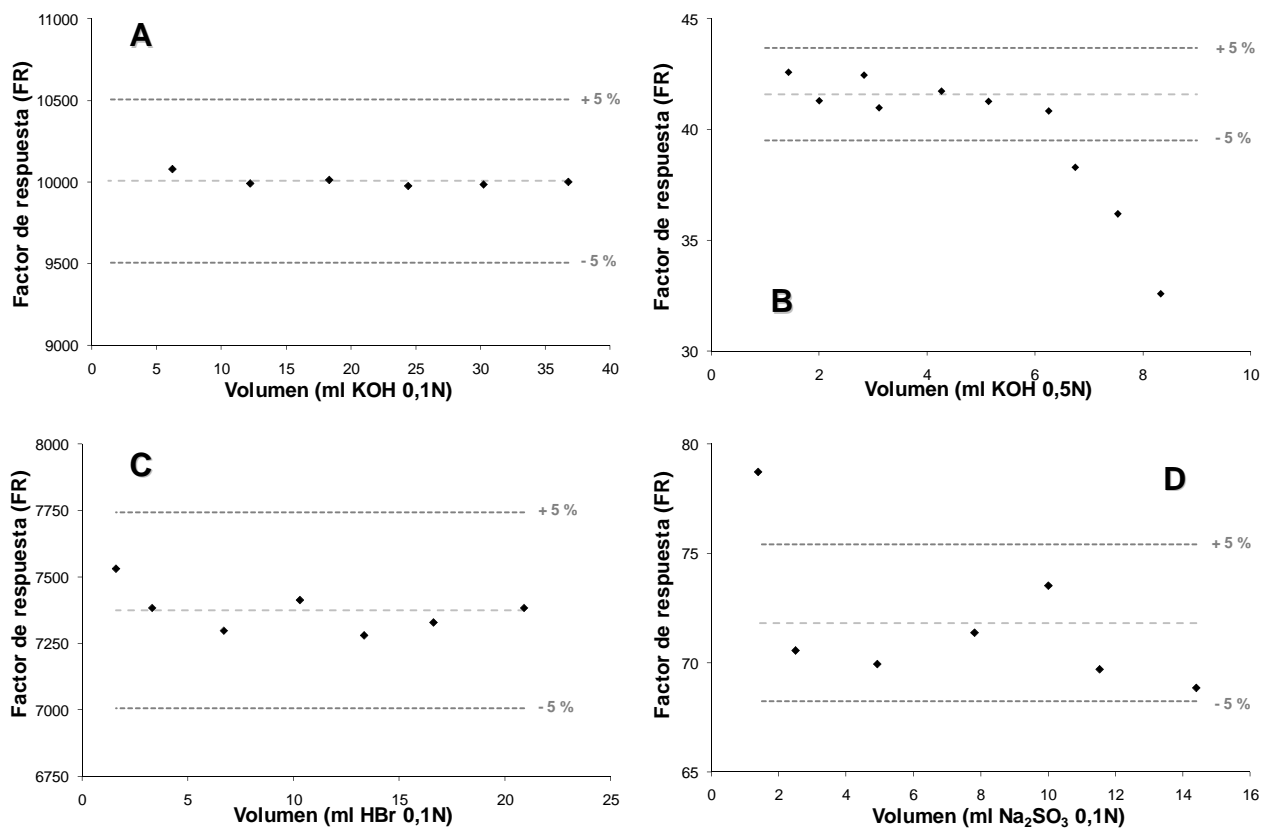 A
Factor de respuesta (FR)
11000
10500
10000
9500
9000
+ 5 %
- 5 %
0 5 10 15 20 25 30 35 40
Volumen (ml KOH 0,1N)
B
Factor de respuesta (FR)
45
40
35
30
+ 5 %
- 5 %
0 2 4 6 8 10
Volumen (ml KOH 0,5N)
C
Factor de respuesta (FR)
8000
7750
7500
7250
7000
6750
+ 5 %
- 5 %
0 5 10 15 20 25
Volumen (ml HBr 0,1N)
D
Factor de respuesta (FR)
80
75
70
65
+ 5 %
- 5 %
0 2 4 6 8 10 12 14 16
Volumen (ml Na₂SO₃ 0,1N)